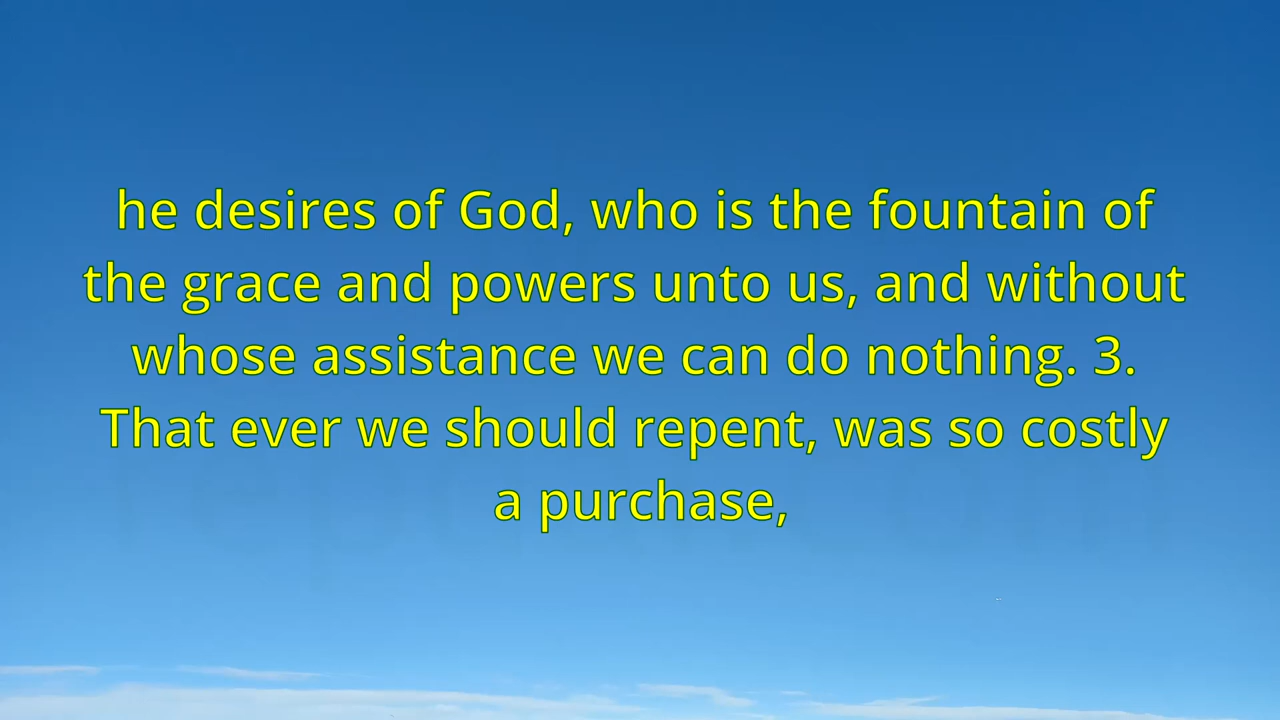 he desires of God, who is the fountain of
the grace and powers unto us, and without
whose assistance we can do nothing. 3.
That ever we should repent, was so costly
a purchase,